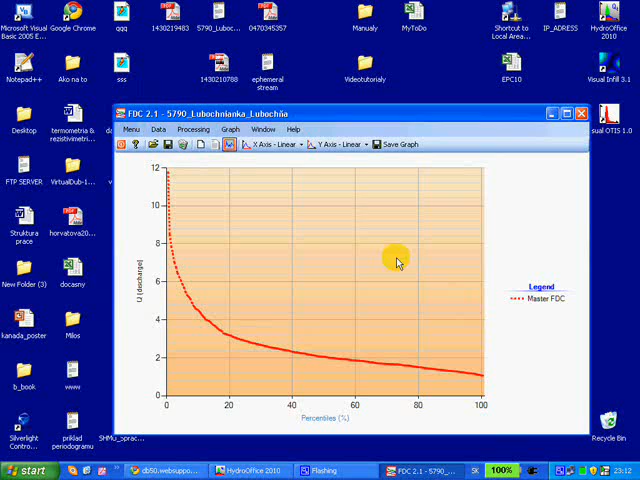 Microsoft Visual Basic 2005 E...
Google Chrome
qqq
1430219483
5790_Luboc...
0470345357
Manualy
MyToDo
Shortcut to Local Area...
IP_ADRESS
HydroOffice 2010
Notepad++
Ako na to
sss
1430210788
ephemeral stream
Videotutorialy
EPC10
Visual Infill 3.1
FDC 2.1 - 5790_Lubochnianka_Lubochňa
Menu
Data
Processing
Graph
Window
Help
X Axis - Linear
Y Axis - Linear
Save Graph
Desktop
termometria & rezistivimetri...
sual OTIS 1.0
FTP SERVER
VirtualDub-1...
Struktura prace
horvatova20...
New Folder (3)
docasny
kanada_poster
Milos
b_book
www
Silverlight Contro...
priklad periodogramu
SHMU_Sprac...
Recycle Bin
12
10
8
6
4
2
0
0
20
40
60
80
100
Q [descharge]
Percentiles (%)
Legend
Master FDC
start
db50.websuppo...
HydroOffice 2010
Flashing
FDC 2.1 - 5790_...
SK
100%
23:12